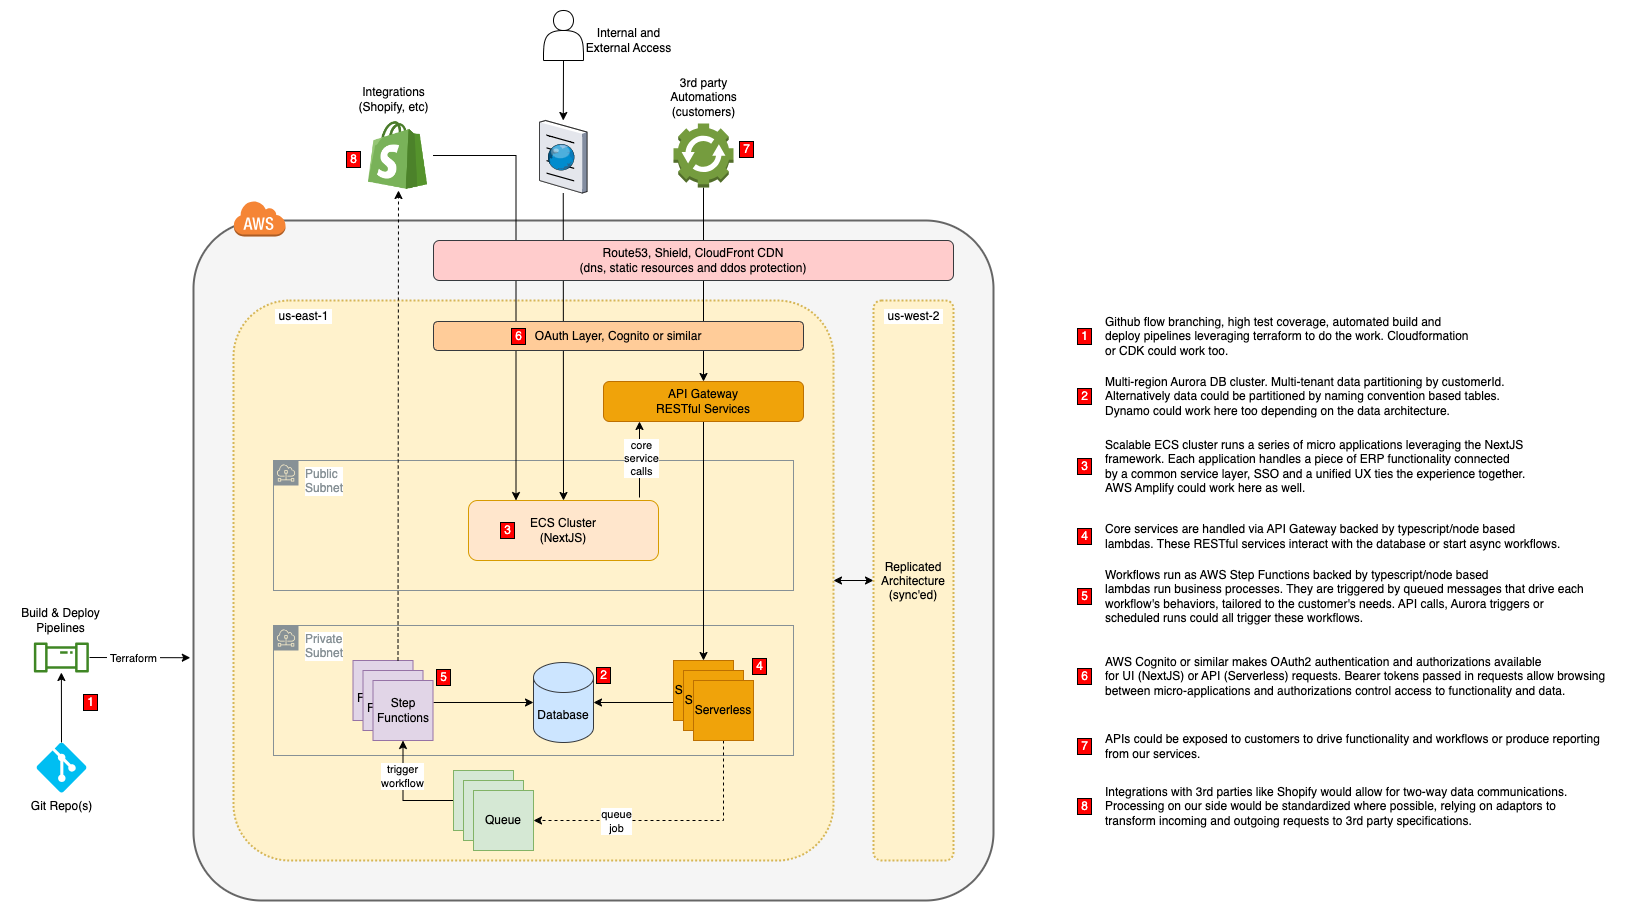 Internal and
External Access
3rd party
Automations
(customers)
Integrations
(Shopify, etc)
8
S
7
AWS
Route53, Shield, CloudFront CDN
(dns, static resources and ddos protection)
us-east-1
us-west-2
6
OAuth Layer, Cognito or similar
API Gateway
RESTful Services
core
service
calls
Public
Subnet
3
ECS Cluster
(NextJS)
Replicated
Architecture
(sync'ed)
Build & Deploy
Pipelines
Terraform
1
Git Repo(s)
Private
Subnet
F
F
Step
Functions
5
Database
2
S
S
Serverless
4
trigger
workflow
Queue
queue
job
1
Github flow branching, high test coverage, automated build and
deploy pipelines leveraging terraform to do the work. Cloudformation
or CDK could work too.
2
Multi-region Aurora DB cluster. Multi-tenant data partitioning by customerId.
Alternatively data could be partitioned by naming convention based tables.
Dynamo could work here too depending on the data architecture.
3
Scalable ECS cluster runs a series of micro applications leveraging the NextJS
framework. Each application handles a piece of ERP functionality connected
by a common service layer, SSO and a unified UX ties the experience together.
AWS Amplify could work here as well.
4
Core services are handled via API Gateway backed by typescript/node based
lambdas. These RESTful services interact with the database or start async workflows.
5
Workflows run as AWS Step Functions backed by typescript/node based
lambdas run business processes. They are triggered by queued messages that drive each
workflow's behaviors, tailored to the customer's needs. API calls, Aurora triggers or
scheduled runs could all trigger these workflows.
6
AWS Cognito or similar makes OAuth2 authentication and authorizations available
for UI (NextJS) or API (Serverless) requests. Bearer tokens passed in requests allow browsing
between micro-applications and authorizations control access to functionality and data.
7
APIs could be exposed to customers to drive functionality and workflows or produce reporting
from our services.
8
Integrations with 3rd parties like Shopify would allow for two-way data communications.
Processing on our side would be standardized where possible, relying on adaptors to
transform incoming and outgoing requests to 3rd party specifications.